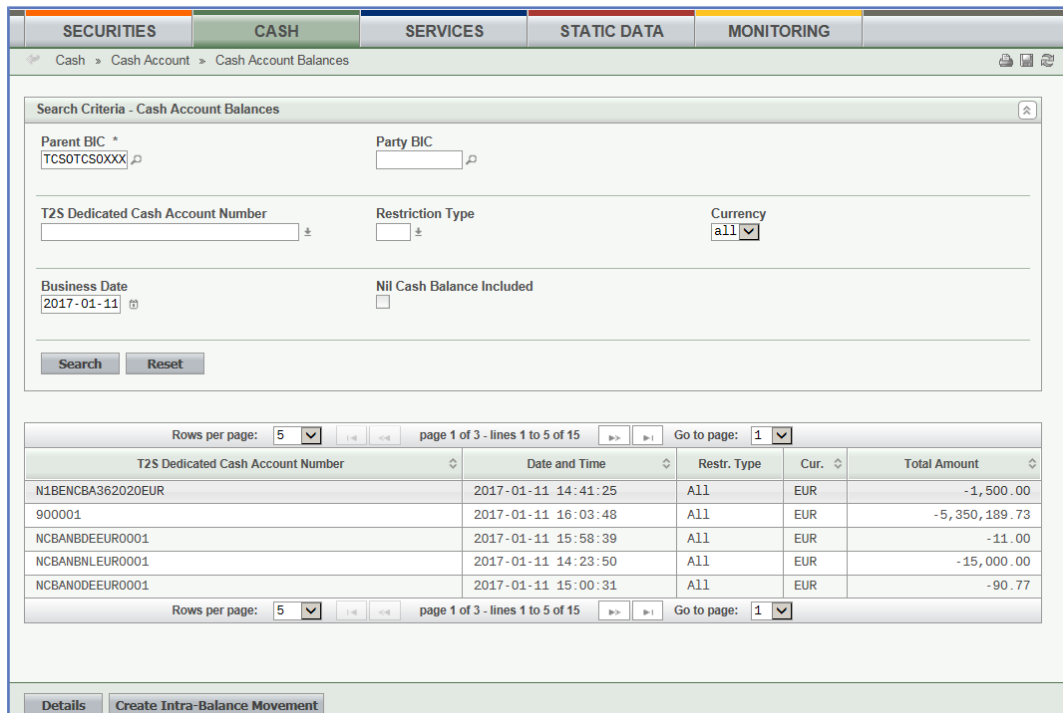 SECURITIES CASH SERVICES STATIC DATA MONITORING
Cash » Cash Account » Cash Account Balances
Search Criteria - Cash Account Balances
Parent BIC * Party BIC
TCSOTCSOXXX
T2S Dedicated Cash Account Number Restriction Type Currency
all
Business Date Nil Cash Balance Included
2017-01-11
Search Reset
Rows per page: 5 page 1 of 3 - lines 1 to 5 of 15 Go to page: 1
T2S Dedicated Cash Account Number Date and Time Restr. Type Cur. Total Amount
N1BENCBA362020EUR 2017-01-11 14:41:25 All EUR -1,500.00
900001 2017-01-11 16:03:48 All EUR -5,350,189.73
NCBANBDEEUR0001 2017-01-11 15:58:39 All EUR -11.00
NCBANBNLEUR0001 2017-01-11 14:23:50 All EUR -15,000.00
NCBANODEEUR0001 2017-01-11 15:00:31 All EUR -90.77
Rows per page: 5 page 1 of 3 - lines 1 to 5 of 15 Go to page: 1
Details Create Intra-Balance Movement